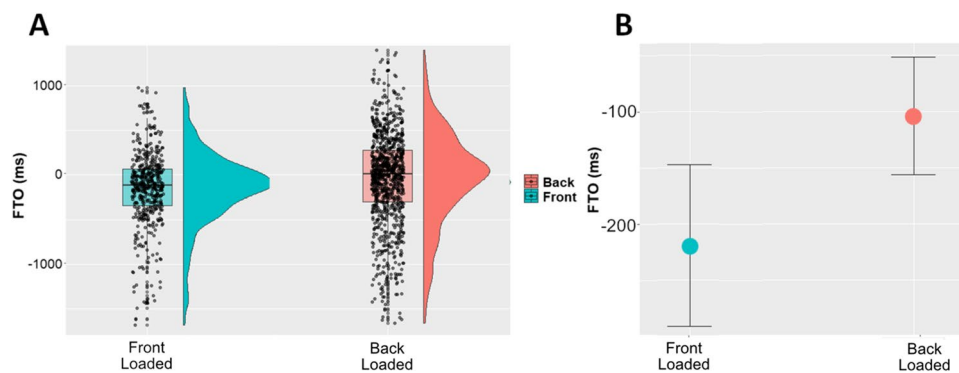 A
B
FTO (ms)
1000
0
-1000
Front
Loaded
Back
Loaded
Back
Front
FTO (ms)
-100
-200
Front
Loaded
Back
Loaded